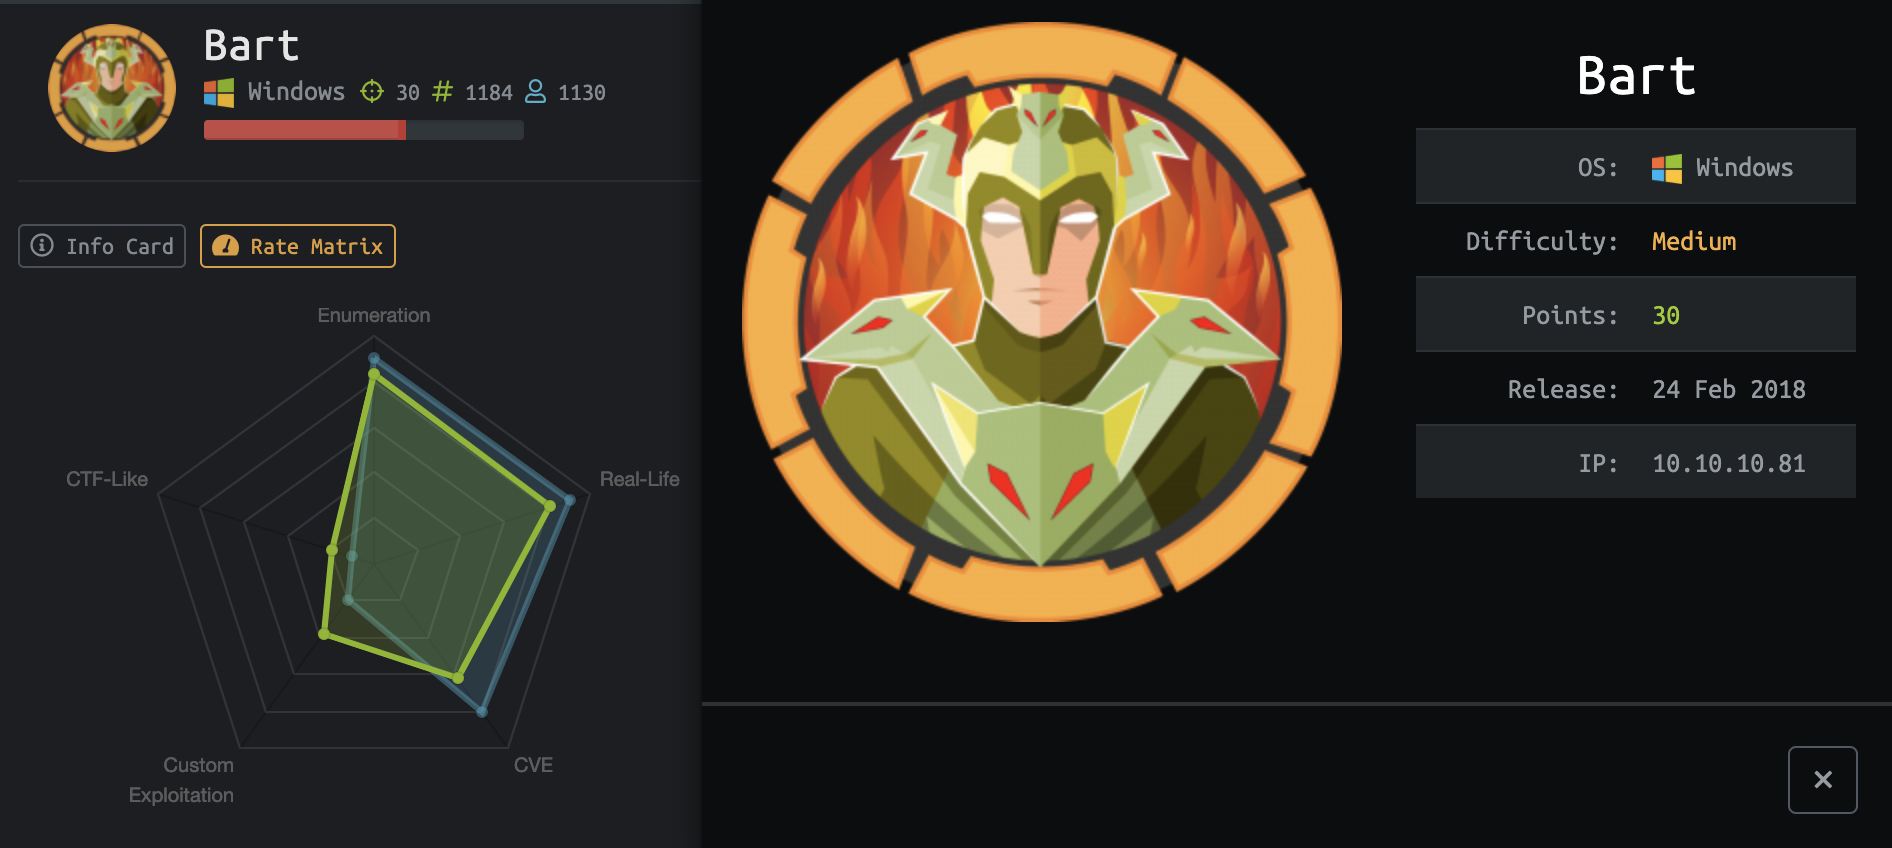 Bart
Windows 30 # 1184 1130
Info Card Rate Matrix
Enumeration
CTF-Like
Real-Life
Custom
Exploitation
CVE
Bart
OS: Windows
Difficulty: Medium
Points: 30
Release: 24 Feb 2018
IP: 10.10.10.81